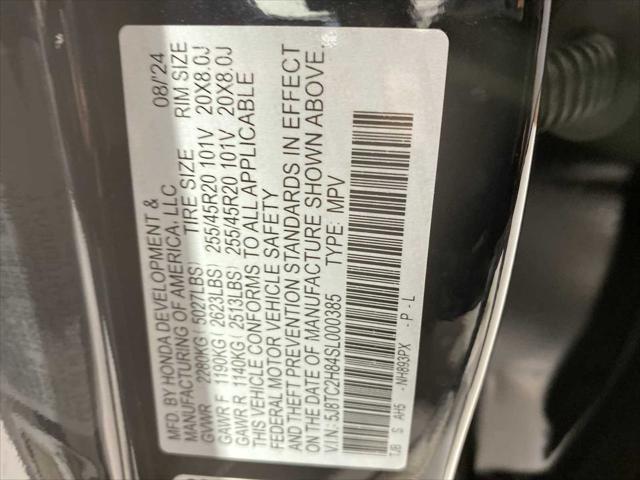 MFD. BY HONDA DEVELOPMENT & 08/'24
MANUFACTURING OF AMERICA, LLC
GVWR 2280KG( 5027LBS) TIRE SIZE RIM SIZE
GAWR F 1190KG( 2623LBS) 255/45R20 101V 20X8.0J
GAWR R 1140KG( 2513LBS) 255/45R20 101V 20X8.0J
THIS VEHICLE CONFORMS TO ALL APPLICABLE
FEDERAL MOTOR VEHICLE SAFETY
AND THEFT PREVENTION STANDARDS IN EFFECT
ON THE DATE OF MANUFACTURE SHOWN ABOVE.
V.I.N: 5J8TC2H84SL000385 TYPE: MPV
TJB S AH5 -NH893PX -P-L